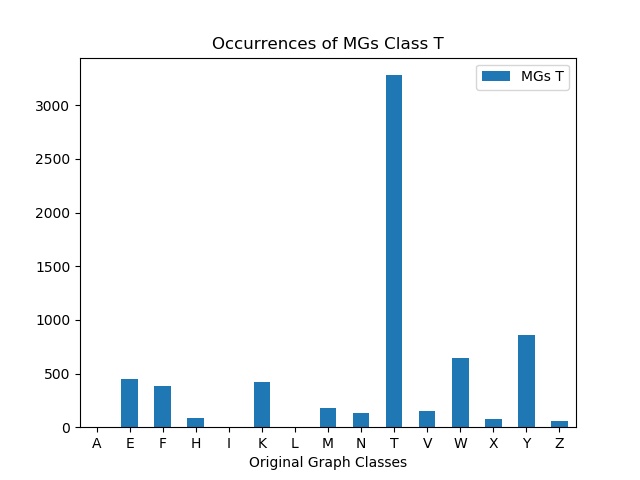 Occurrences of MGs Class T
MGs T
3000
2500
2000
1500
1000
500
0
A E F H I K L M N T V W X Y Z
Original Graph Classes